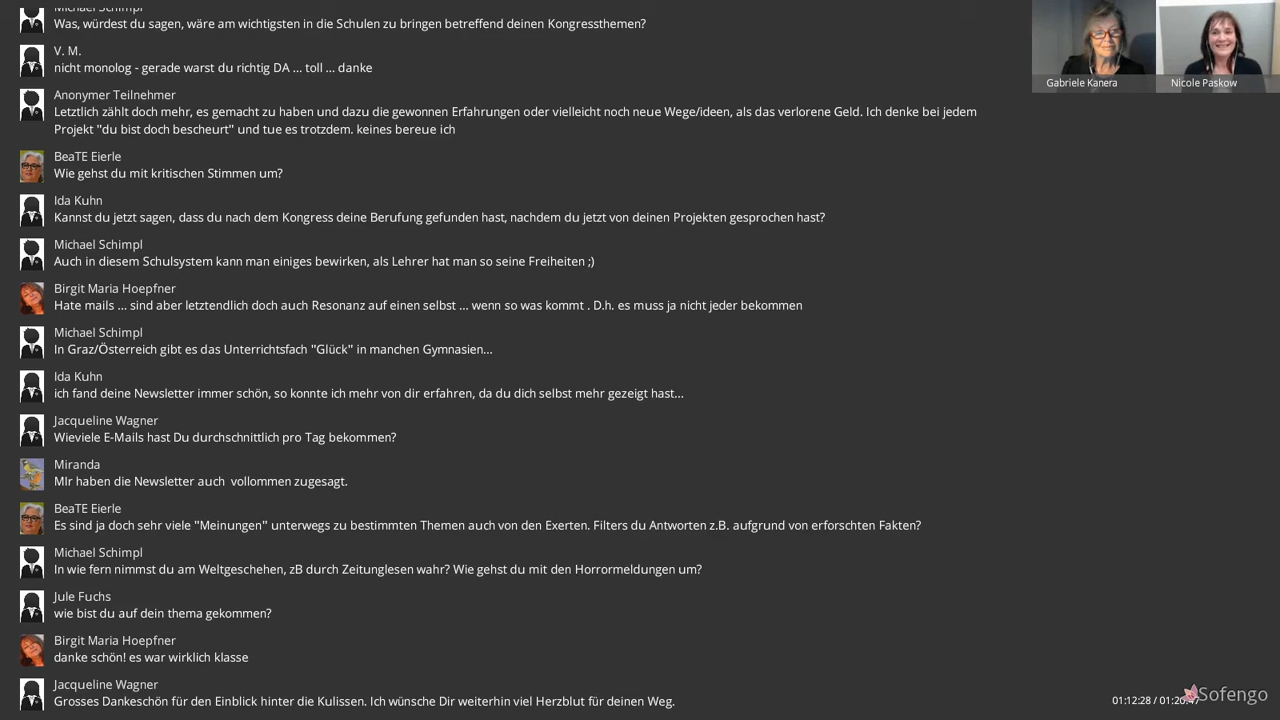 Michael Schimpl
Was, würdest du sagen, wäre am wichtigsten in die Schulen zu bringen betreffend deinen Kongressthemen?
V. M.
nicht monolog - gerade warst du richtig DA ... toll ... danke
Anonymer Teilnehmer
Letztlich zählt doch mehr, es gemacht zu haben und dazu die gewonnen Erfahrungen oder vielleicht noch neue Wege/ideen, als das verlorene Geld. Ich denke bei jedem
Projekt "du bist doch bescheurt" und tue es trotzdem. keines bereue ich
BeaTE Eierle
Wie gehst du mit kritischen Stimmen um?
Ida Kuhn
Kannst du jetzt sagen, dass du nach dem Kongress deine Berufung gefunden hast, nachdem du jetzt von deinen Projekten gesprochen hast?
Michael Schimpl
Auch in diesem Schulsystem kann man einiges bewirken, als Lehrer hat man so seine Freiheiten ;)
Birgit Maria Hoepfner
Hate mails ... sind aber letztendlich doch auch Resonanz auf einen selbst ... wenn so was kommt . D.h. es muss ja nicht jeder bekommen
Michael Schimpl
In Graz/Österreich gibt es das Unterrichtsfach "Glück" in manchen Gymnasien...
Ida Kuhn
ich fand deine Newsletter immer schön, so konnte ich mehr von dir erfahren, da du dich selbst mehr gezeigt hast...
Jacqueline Wagner
Wieviele E-Mails hast Du durchschnittlich pro Tag bekommen?
Miranda
MIr haben die Newsletter auch vollommen zugesagt.
BeaTE Eierle
Es sind ja doch sehr viele "Meinungen" unterwegs zu bestimmten Themen auch von den Exerten. Filters du Antworten z.B. aufgrund von erforschten Fakten?
Michael Schimpl
In wie fern nimmst du am Weltgeschehen, zB durch Zeitunglesen wahr? Wie gehst du mit den Horrormeldungen um?
Jule Fuchs
wie bist du auf dein thema gekommen?
Birgit Maria Hoepfner
danke schön! es war wirklich klasse
Jacqueline Wagner
Grosses Dankeschön für den Einblick hinter die Kulissen. Ich wünsche Dir weiterhin viel Herzblut für deinen Weg.
Gabriele Kanera
Nicole Paskow
01:12:28 /
Sofengo